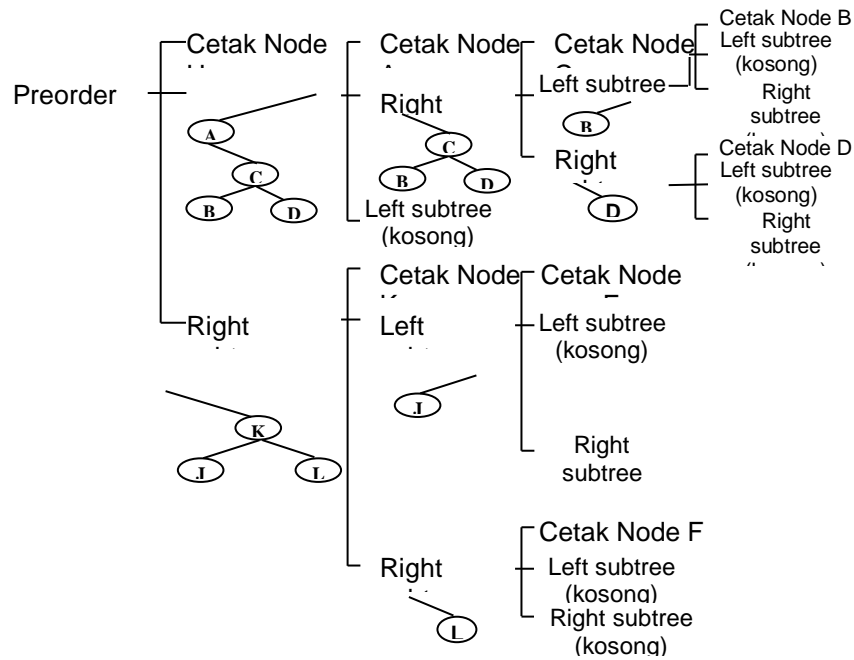 Preorder
Cetak Node
A
C
B
D
Cetak Node
Right
C
B
D
Left subtree
(kosong)
Cetak Node
Left subtree
B
Right
D
Cetak Node B
Left subtree
(kosong)
Right
subtree
Cetak Node D
Left subtree
(kosong)
Right
subtree
Right
K
J
L
Cetak Node
Left
J
Right
L
Cetak Node
Left subtree
(kosong)
Right
subtree
Cetak Node F
Left subtree
(kosong)
Right subtree
(kosong)